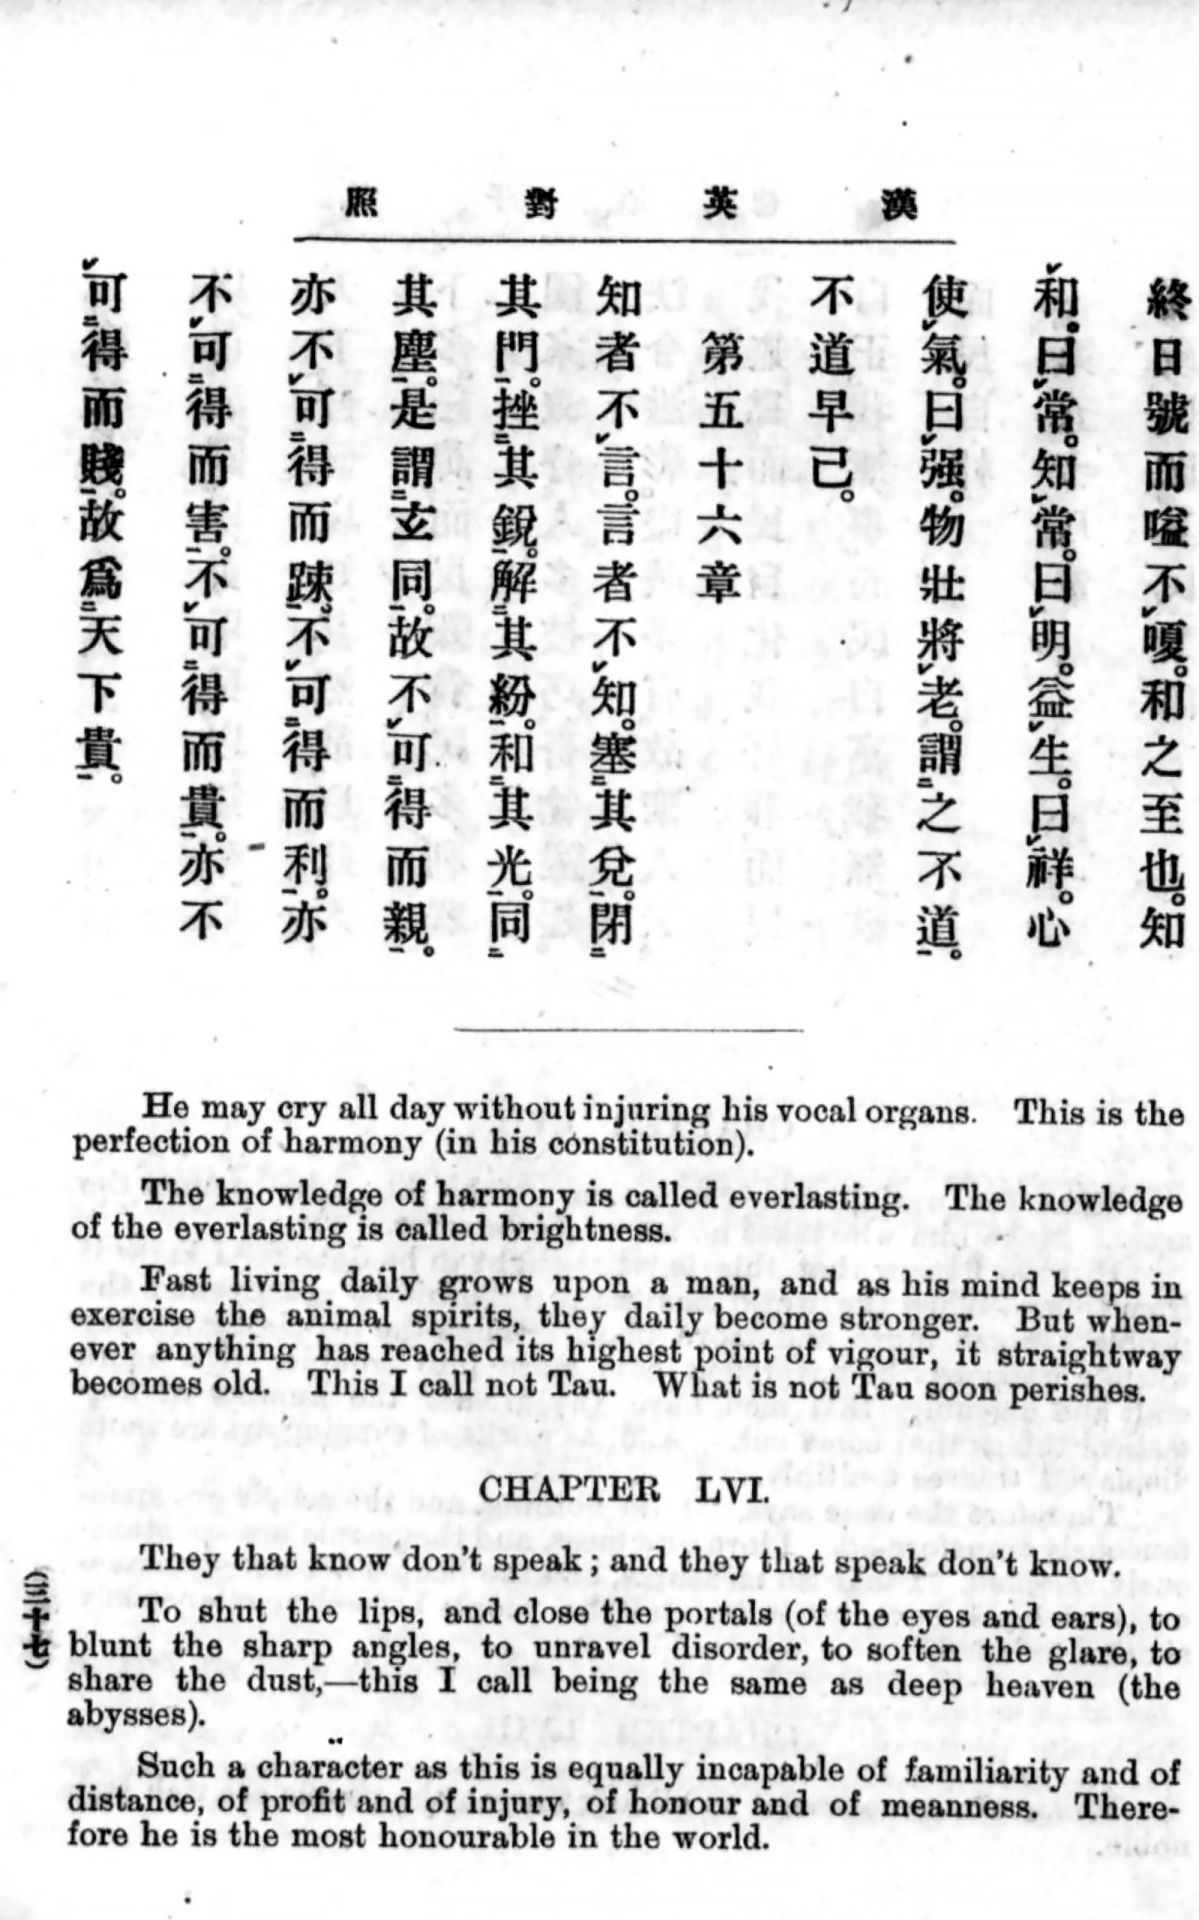 漢英對照
終日號而嗌不嗄。和之至也。知
和。曰常。知常。曰明。益生。曰祥。心
使氣。曰强。物壯將老。謂之不道。
不道早已。
第五十六章
知者不言。言者不知。塞其兌。閉
其門。挫其銳。解其紛。和其光。同
其塵。是謂玄同。故不可得而親。
亦不可得而踈。不可得而利。亦
不可得而害。不可得而貴。亦不
可得而賤。故爲天下貴。
He may cry all day without injuring his vocal organs. This is the
perfection of harmony (in his constitution).
The knowledge of harmony is called everlasting. The knowledge
of the everlasting is called brightness.
Fast living daily grows upon a man, and as his mind keeps in
exercise the animal spirits, they daily become stronger. But when-
ever anything has reached its highest point of vigour, it straightway
becomes old. This I call not Tau. What is not Tau soon perishes.
CHAPTER LVI.
They that know don't speak; and they that speak don't know.
To shut the lips, and close the portals (of the eyes and ears), to
blunt the sharp angles, to unravel disorder, to soften the glare, to
share the dust,—this I call being the same as deep heaven (the
abysses).
Such a character as this is equally incapable of familiarity and of
distance, of profit and of injury, of honour and of meanness. There-
fore he is the most honourable in the world.
(三十七)